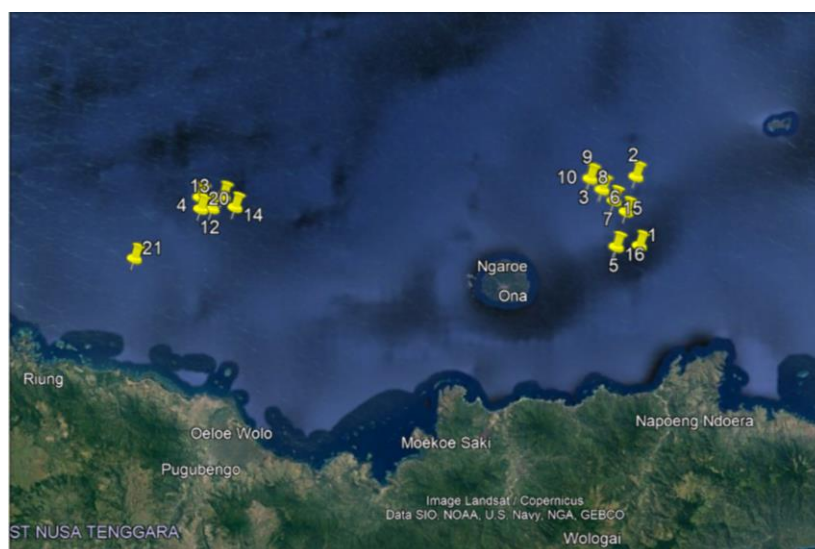 9
2
10
8
13
3
6
4
20
14
15
7
12
1
21
5
16
Ngaroe
Ona
Riung
Napoeng Ndoera
Oeloe Wolo
Moekoe Saki
Pugubengo
Image Landsat / Copernicus
Data SIO, NOAA, U.S. Navy, NGA, GEBCO
ST NUSA TENGGARA
Wologai